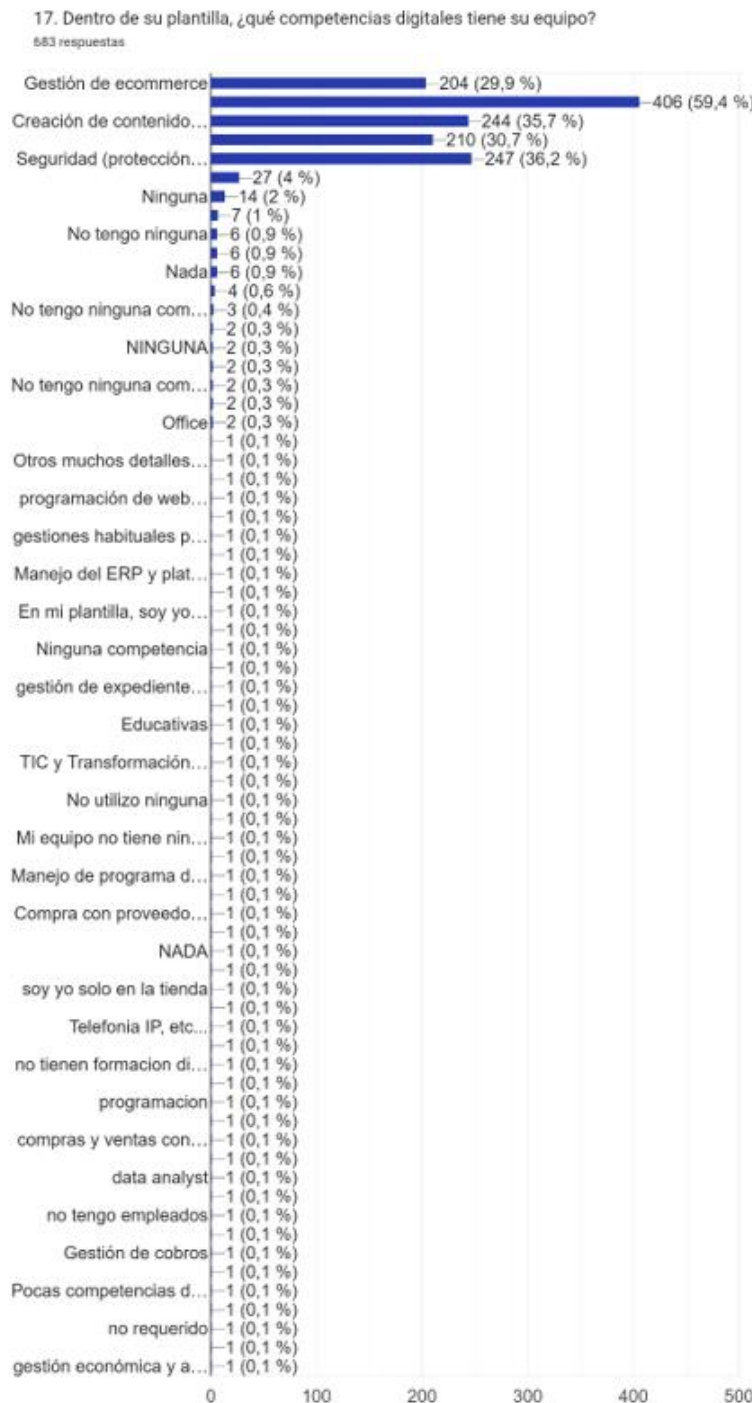 17. Dentro de su plantilla, ¿qué competencias digitales tiene su equipo?
683 respuestas
Gestión de ecommerce 204 (29,9 %)
406 (59,4 %)
Creación de contenido… 244 (35,7 %)
210 (30,7 %)
Seguridad (protección… 247 (36,2 %)
27 (4 %)
Ninguna 14 (2 %)
7 (1 %)
No tengo ninguna 6 (0,9 %)
6 (0,9 %)
Nada 6 (0,9 %)
4 (0,6 %)
No tengo ninguna com… 3 (0,4 %)
2 (0,3 %)
NINGUNA 2 (0,3 %)
2 (0,3 %)
No tengo ninguna com… 2 (0,3 %)
2 (0,3 %)
Office 2 (0,3 %)
1 (0,1 %)
Otros muchos detalles… 1 (0,1 %)
1 (0,1 %)
programación de web… 1 (0,1 %)
1 (0,1 %)
gestiones habituales p… 1 (0,1 %)
1 (0,1 %)
Manejo del ERP y plat… 1 (0,1 %)
1 (0,1 %)
En mi plantilla, soy yo… 1 (0,1 %)
1 (0,1 %)
Ninguna competencia 1 (0,1 %)
1 (0,1 %)
gestión de expediente… 1 (0,1 %)
1 (0,1 %)
Educativas 1 (0,1 %)
1 (0,1 %)
TIC y Transformación… 1 (0,1 %)
1 (0,1 %)
No utilizo ninguna 1 (0,1 %)
1 (0,1 %)
Mi equipo no tiene nin… 1 (0,1 %)
1 (0,1 %)
Manejo de programa d… 1 (0,1 %)
1 (0,1 %)
Compra con proveedo… 1 (0,1 %)
1 (0,1 %)
NADA 1 (0,1 %)
1 (0,1 %)
soy yo solo en la tienda 1 (0,1 %)
1 (0,1 %)
Telefonia IP, etc... 1 (0,1 %)
1 (0,1 %)
no tienen formacion di… 1 (0,1 %)
1 (0,1 %)
programacion 1 (0,1 %)
1 (0,1 %)
compras y ventas con… 1 (0,1 %)
1 (0,1 %)
data analyst 1 (0,1 %)
1 (0,1 %)
no tengo empleados 1 (0,1 %)
1 (0,1 %)
Gestión de cobros 1 (0,1 %)
1 (0,1 %)
Pocas competencias d… 1 (0,1 %)
1 (0,1 %)
no requerido 1 (0,1 %)
1 (0,1 %)
gestión económica y a… 1 (0,1 %)
0 100 200 300 400 500